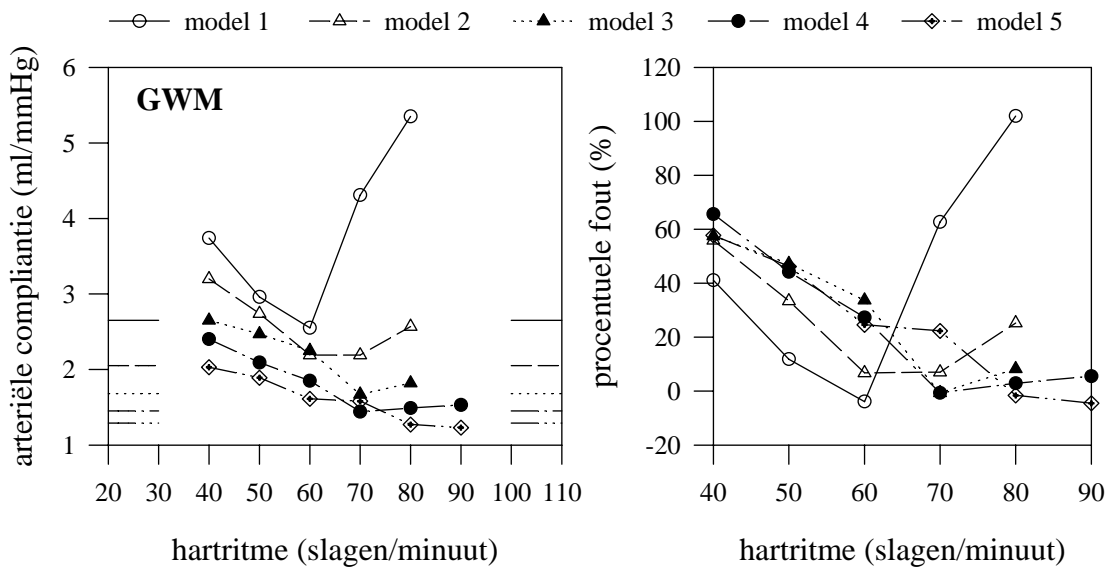 model 1 model 2 model 3 model 4 model 5
GWM
arteriële compliantie (ml/mmHg)
6
5
4
3
2
1
20 30 40 50 60 70 80 90 100 110
hartritme (slagen/minuut)
procentuele fout (%)
120
100
80
60
40
20
0
-20
40 50 60 70 80 90
hartritme (slagen/minuut)